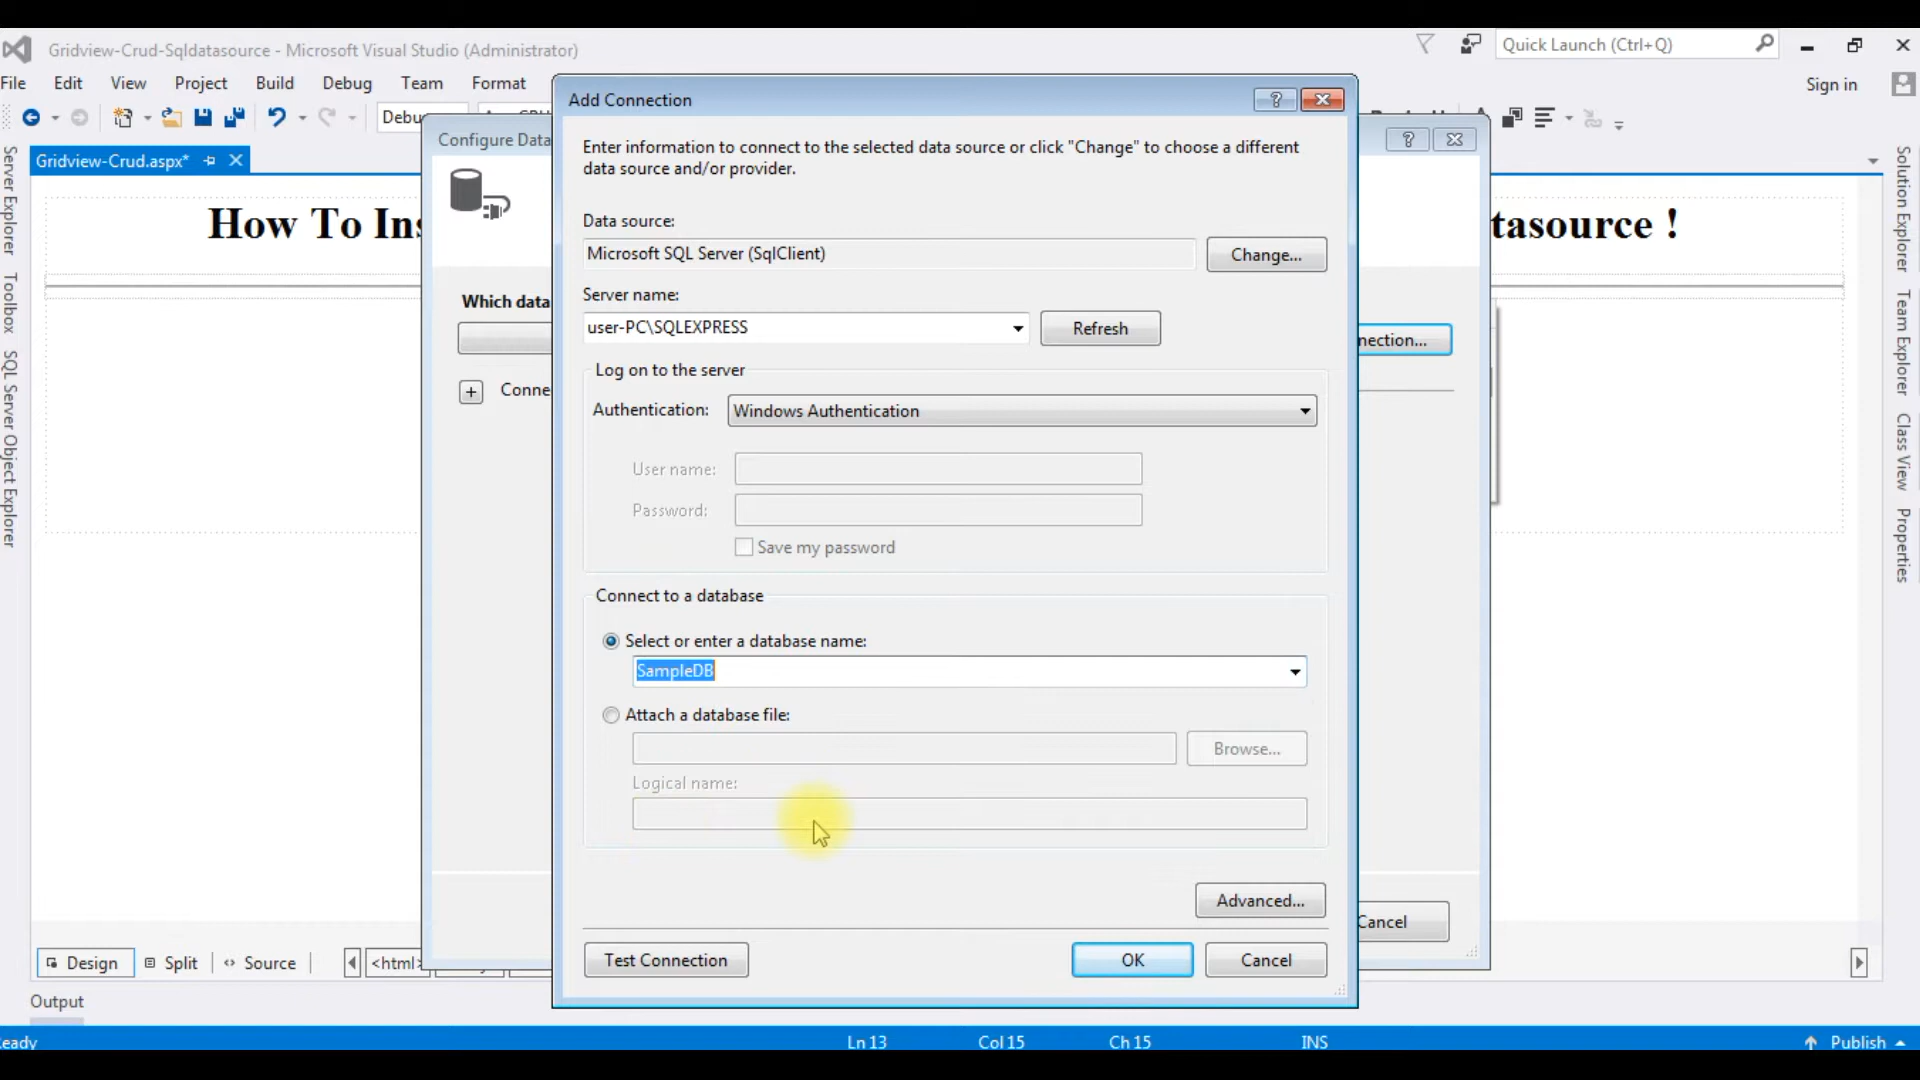 Gridview-Crud-Sqldatasource - Microsoft Visual Studio (Administrator)
Quick Launch (Ctrl+Q)
File Edit View Project Build Debug Team Format
Sign in
Gridview-Crud.aspx*
Server Explorer
Toolbox
SQL Server Object Explorer
How To Ins
tasource !
Configure Data
Which data
nection...
Conne
Cancel
Add Connection
Enter information to connect to the selected data source or click "Change" to choose a different
data source and/or provider.
Data source:
Microsoft SQL Server (SqlClient)
Change...
Server name:
user-PC\SQLEXPRESS
Refresh
Log on to the server
Authentication: Windows Authentication
User name:
Password:
Save my password
Connect to a database
Select or enter a database name:
SampleDB
Attach a database file:
Browse...
Logical name:
Advanced...
Test Connection
OK
Cancel
Solution Explorer
Team Explorer
Class View
Properties
Design Split Source
<html>
Output
eady
Ln 13 Col 15 Ch 15 INS
Publish